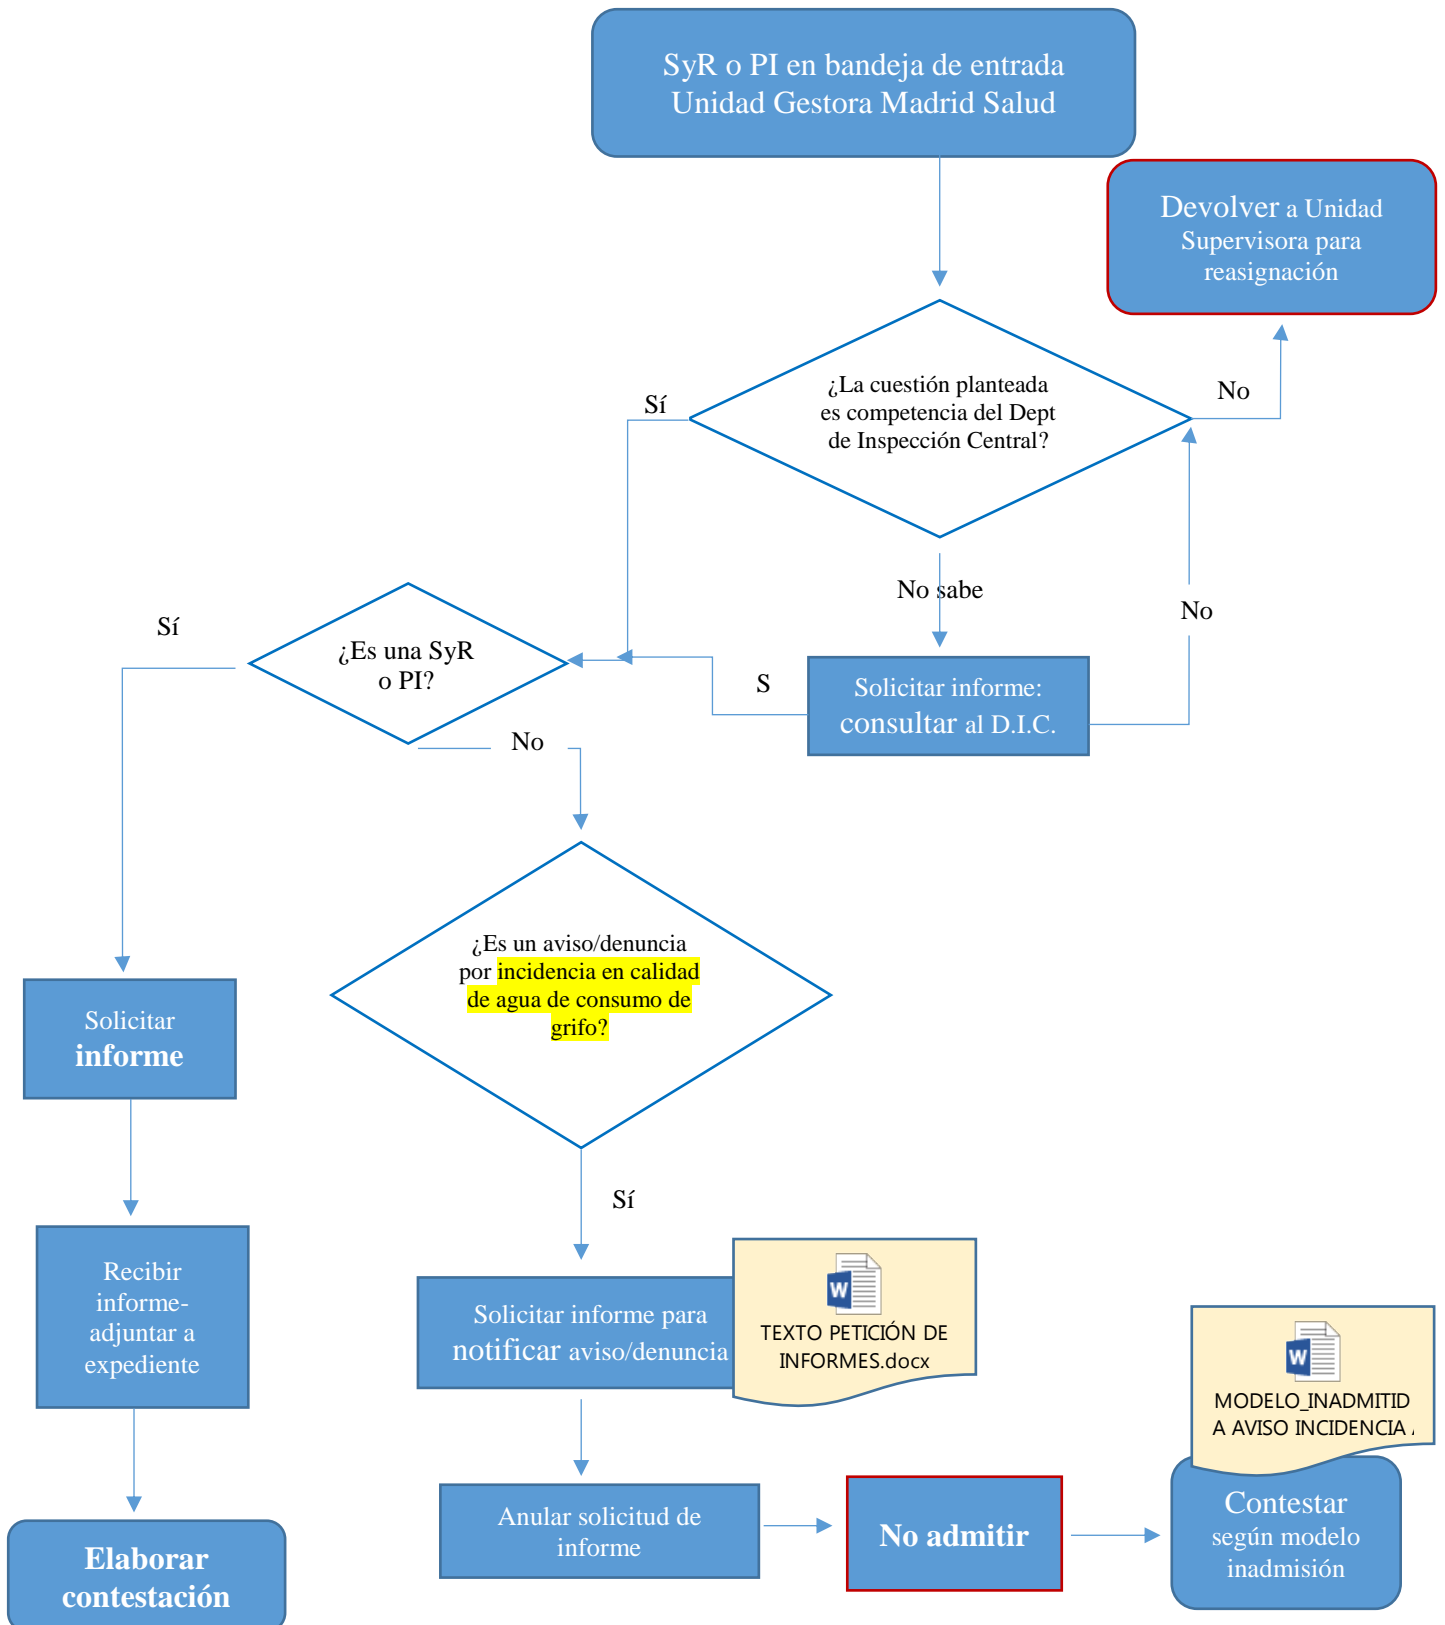 SyR o PI en bandeja de entrada
Unidad Gestora Madrid Salud
Devolver a Unidad
Supervisora para
reasignación
¿La cuestión planteada
es competencia del Dept
de Inspección Central?
Sí
No
No sabe
No
Sí
¿Es una SyR
o PI?
S
Solicitar informe:
consultar al D.I.C.
No
¿Es un aviso/denuncia
por incidencia en calidad
de agua de consumo de
grifo?
Solicitar
informe
Sí
Recibir
informe-
adjuntar a
expediente
Solicitar informe para
notificar aviso/denuncia
TEXTO PETICIÓN DE
INFORMES.docx
MODELO_INADMITID
A AVISO INCIDENCIA
Anular solicitud de
informe
No admitir
Contestar
según modelo
inadmisión
Elaborar
contestación